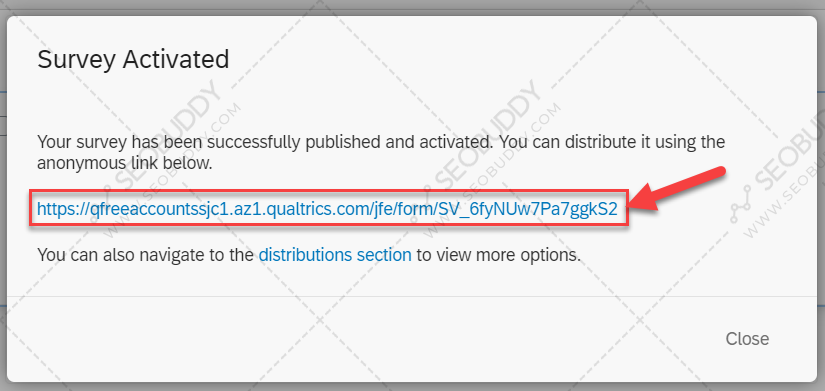 Survey Activated
Your survey has been successfully published and activated. You can distribute it using the
anonymous link below.
https://qfreeaccountssjc1.az1.qualtrics.com/jfe/form/SV_6fyNUw7Pa7ggkS2
You can also navigate to the distributions section to view more options.
Close
SEOBUDDY
WWW.SEOBUDDY.COM
SEOBUDDY
WWW.SEOBUDDY.COM
SEOBUDDY
WWW.SEOBUDDY.COM